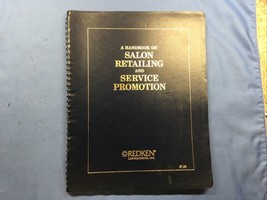 A HANDBOOK ON
SALON
RETAILING
AND
SERVICE
PROMOTION
©REDKEN®
LABORATORIES, INC.